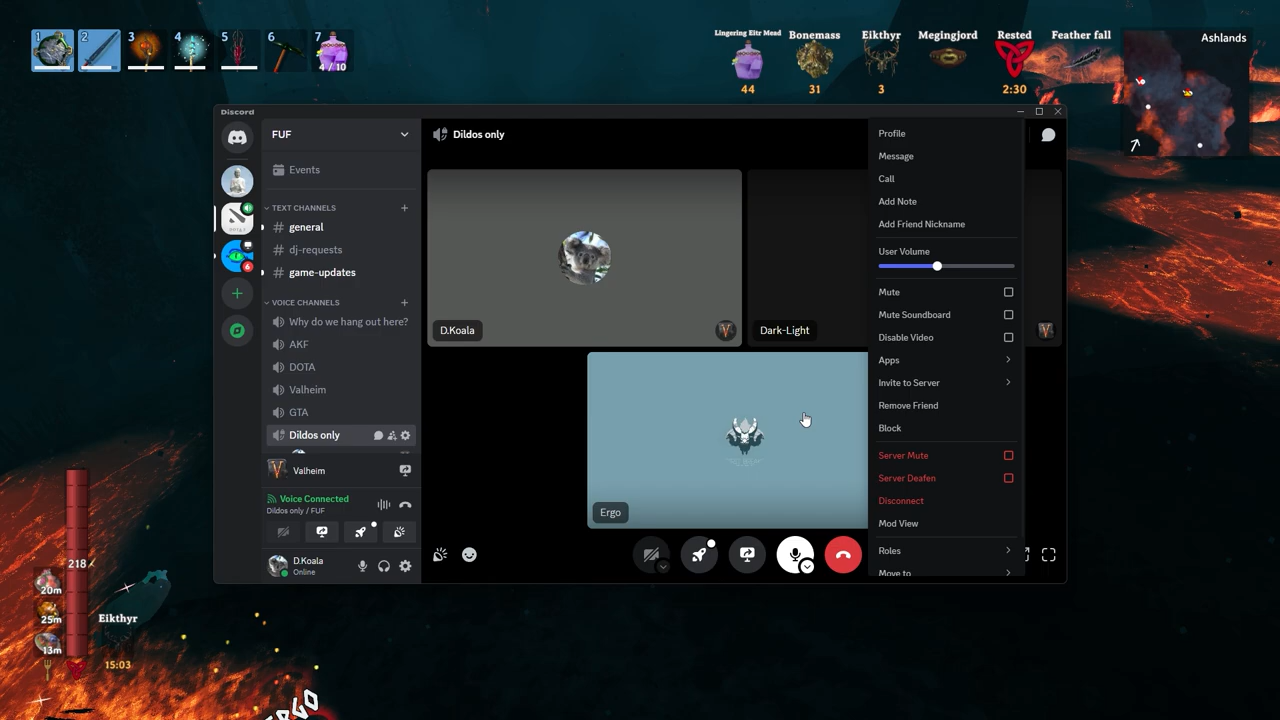 1
2
3
4
5
6
7
4 / 10
Lingering Eitr Mead
44
Bonemass
31
Eikthyr
3
Megingjord
Rested
2:30
Feather fall
Ashlands
Discord
FUF
Events
TEXT CHANNELS
general
dj-requests
game-updates
VOICE CHANNELS
Why do we hang out here?
AKF
DOTA
Valheim
GTA
Dildos only
Valheim
Voice Connected
Dildos only / FUF
D.Koala
Online
6
Dildos only
D.Koala
Dark-Light
Ergo
Profile
Message
Call
Add Note
Add Friend Nickname
User Volume
Mute
Mute Soundboard
Disable Video
Apps
Invite to Server
Remove Friend
Block
Server Mute
Server Deafen
Disconnect
Mod View
Roles
Move to
218
20m
25m
13m
Eikthyr
15:03
ERGO